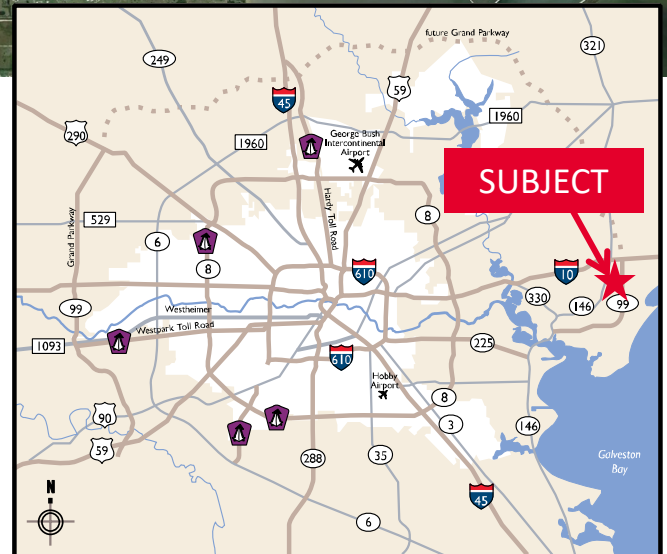 future Grand Parkway
321
249
59
45
290
1960
George Bush
Intercontinental
Airport
1960
SUBJECT
Hardy Toll Road
529
Grand Parkway
6
8
8
610
10
99
Westheimer
330
146
99
Westpark Toll Road
1093
225
610
Hobby
Airport
8
90
3
146
59
288
35
Galveston
Bay
45
N
6